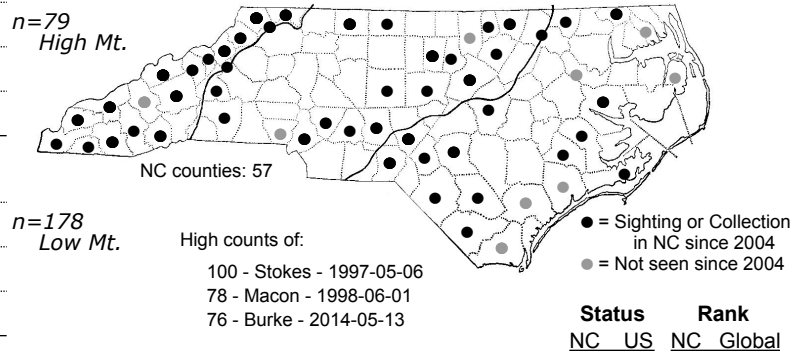 n=79
High Mt.
NC counties: 57
n=178
Low Mt.
High counts of:
100 - Stokes - 1997-05-06
78 - Macon - 1998-06-01
76 - Burke - 2014-05-13
● = Sighting or Collection
in NC since 2004
● = Not seen since 2004
Status Rank
NC US NC Global